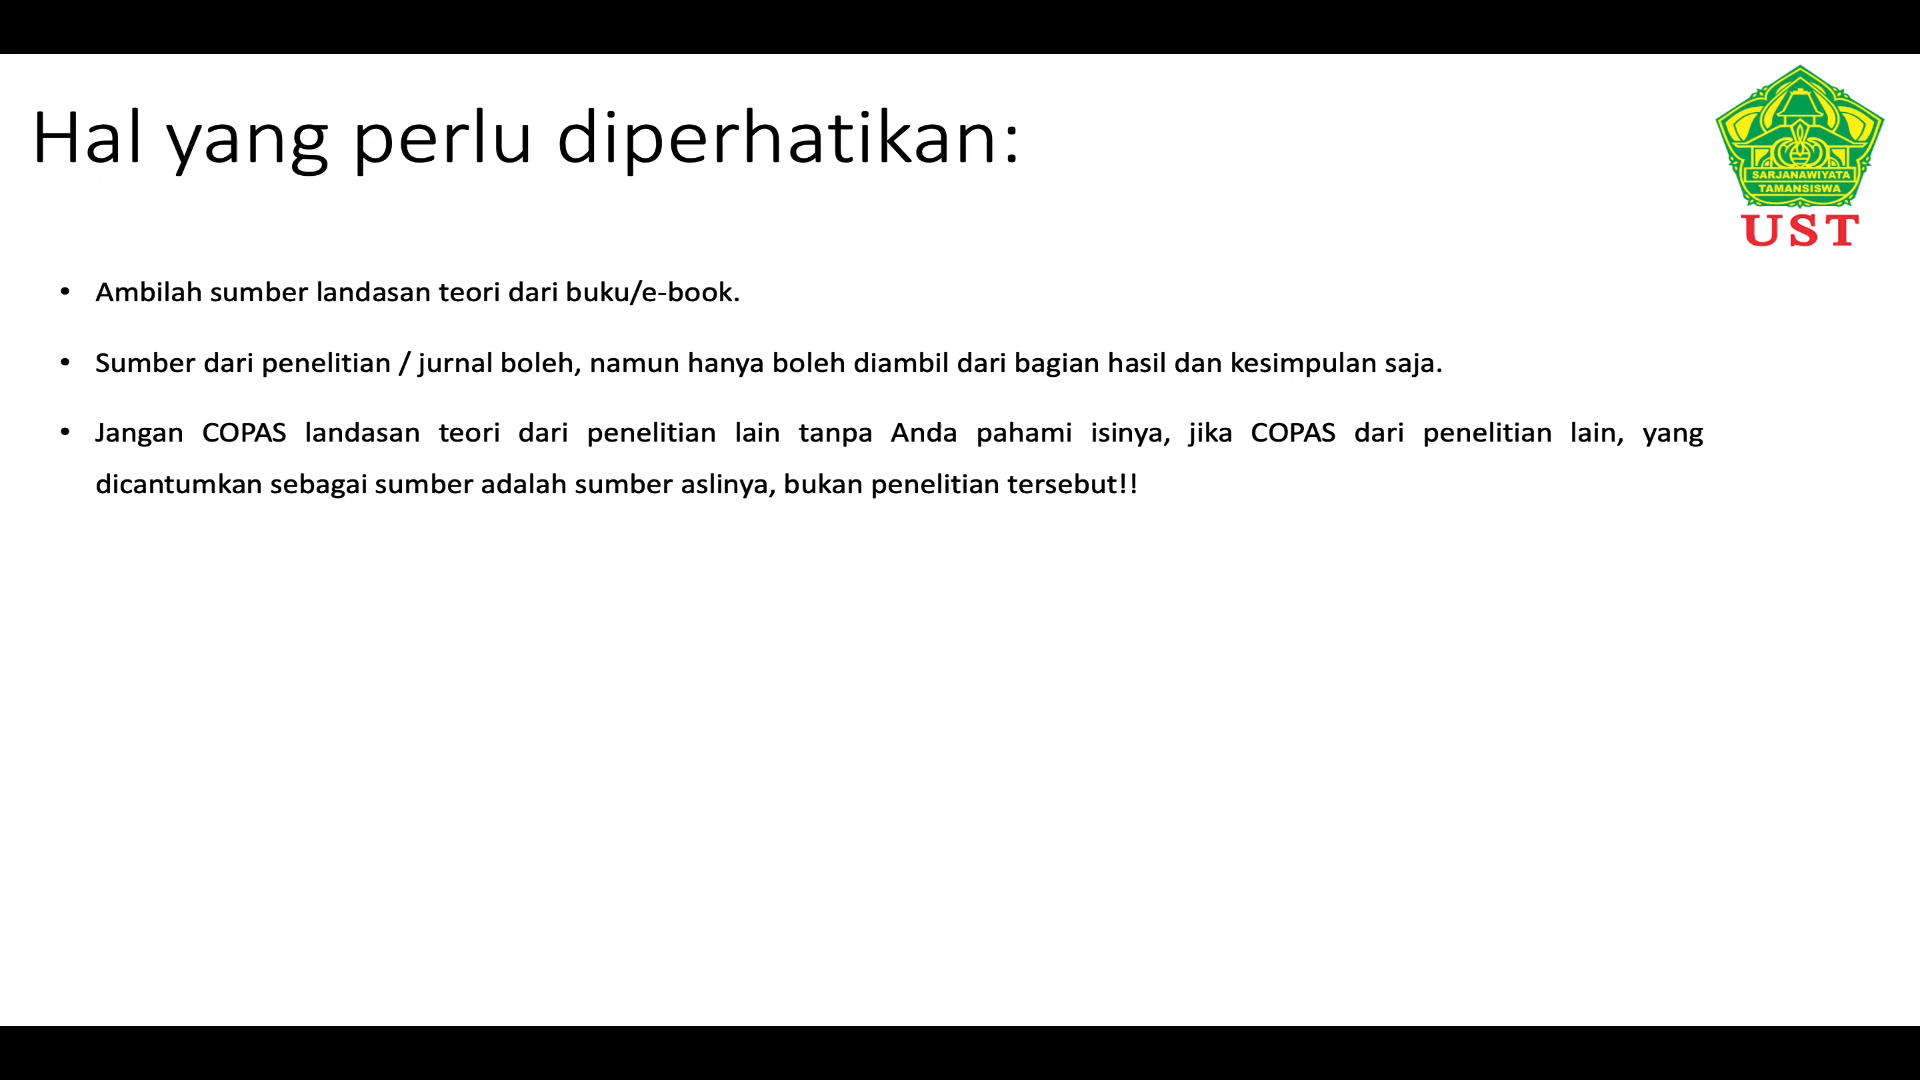 Hal yang perlu diperhatikan:
SARJANAWIYATA
TAMANSISWA
UST
• Ambilah sumber landasan teori dari buku/e-book.
• Sumber dari penelitian / jurnal boleh, namun hanya boleh diambil dari bagian hasil dan kesimpulan saja.
• Jangan COPAS landasan teori dari penelitian lain tanpa Anda pahami isinya, jika COPAS dari penelitian lain, yang
dicantumkan sebagai sumber adalah sumber aslinya, bukan penelitian tersebut!!